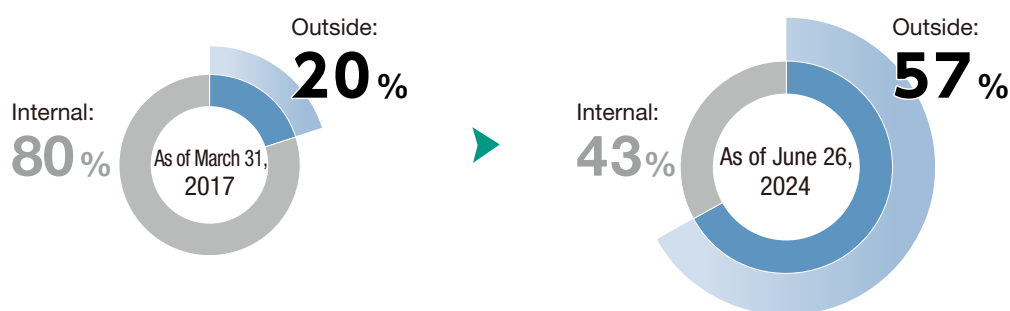 Outside:
20%
Internal:
80%
As of March 31,
2017
Outside:
57%
Internal:
43%
As of June 26,
2024